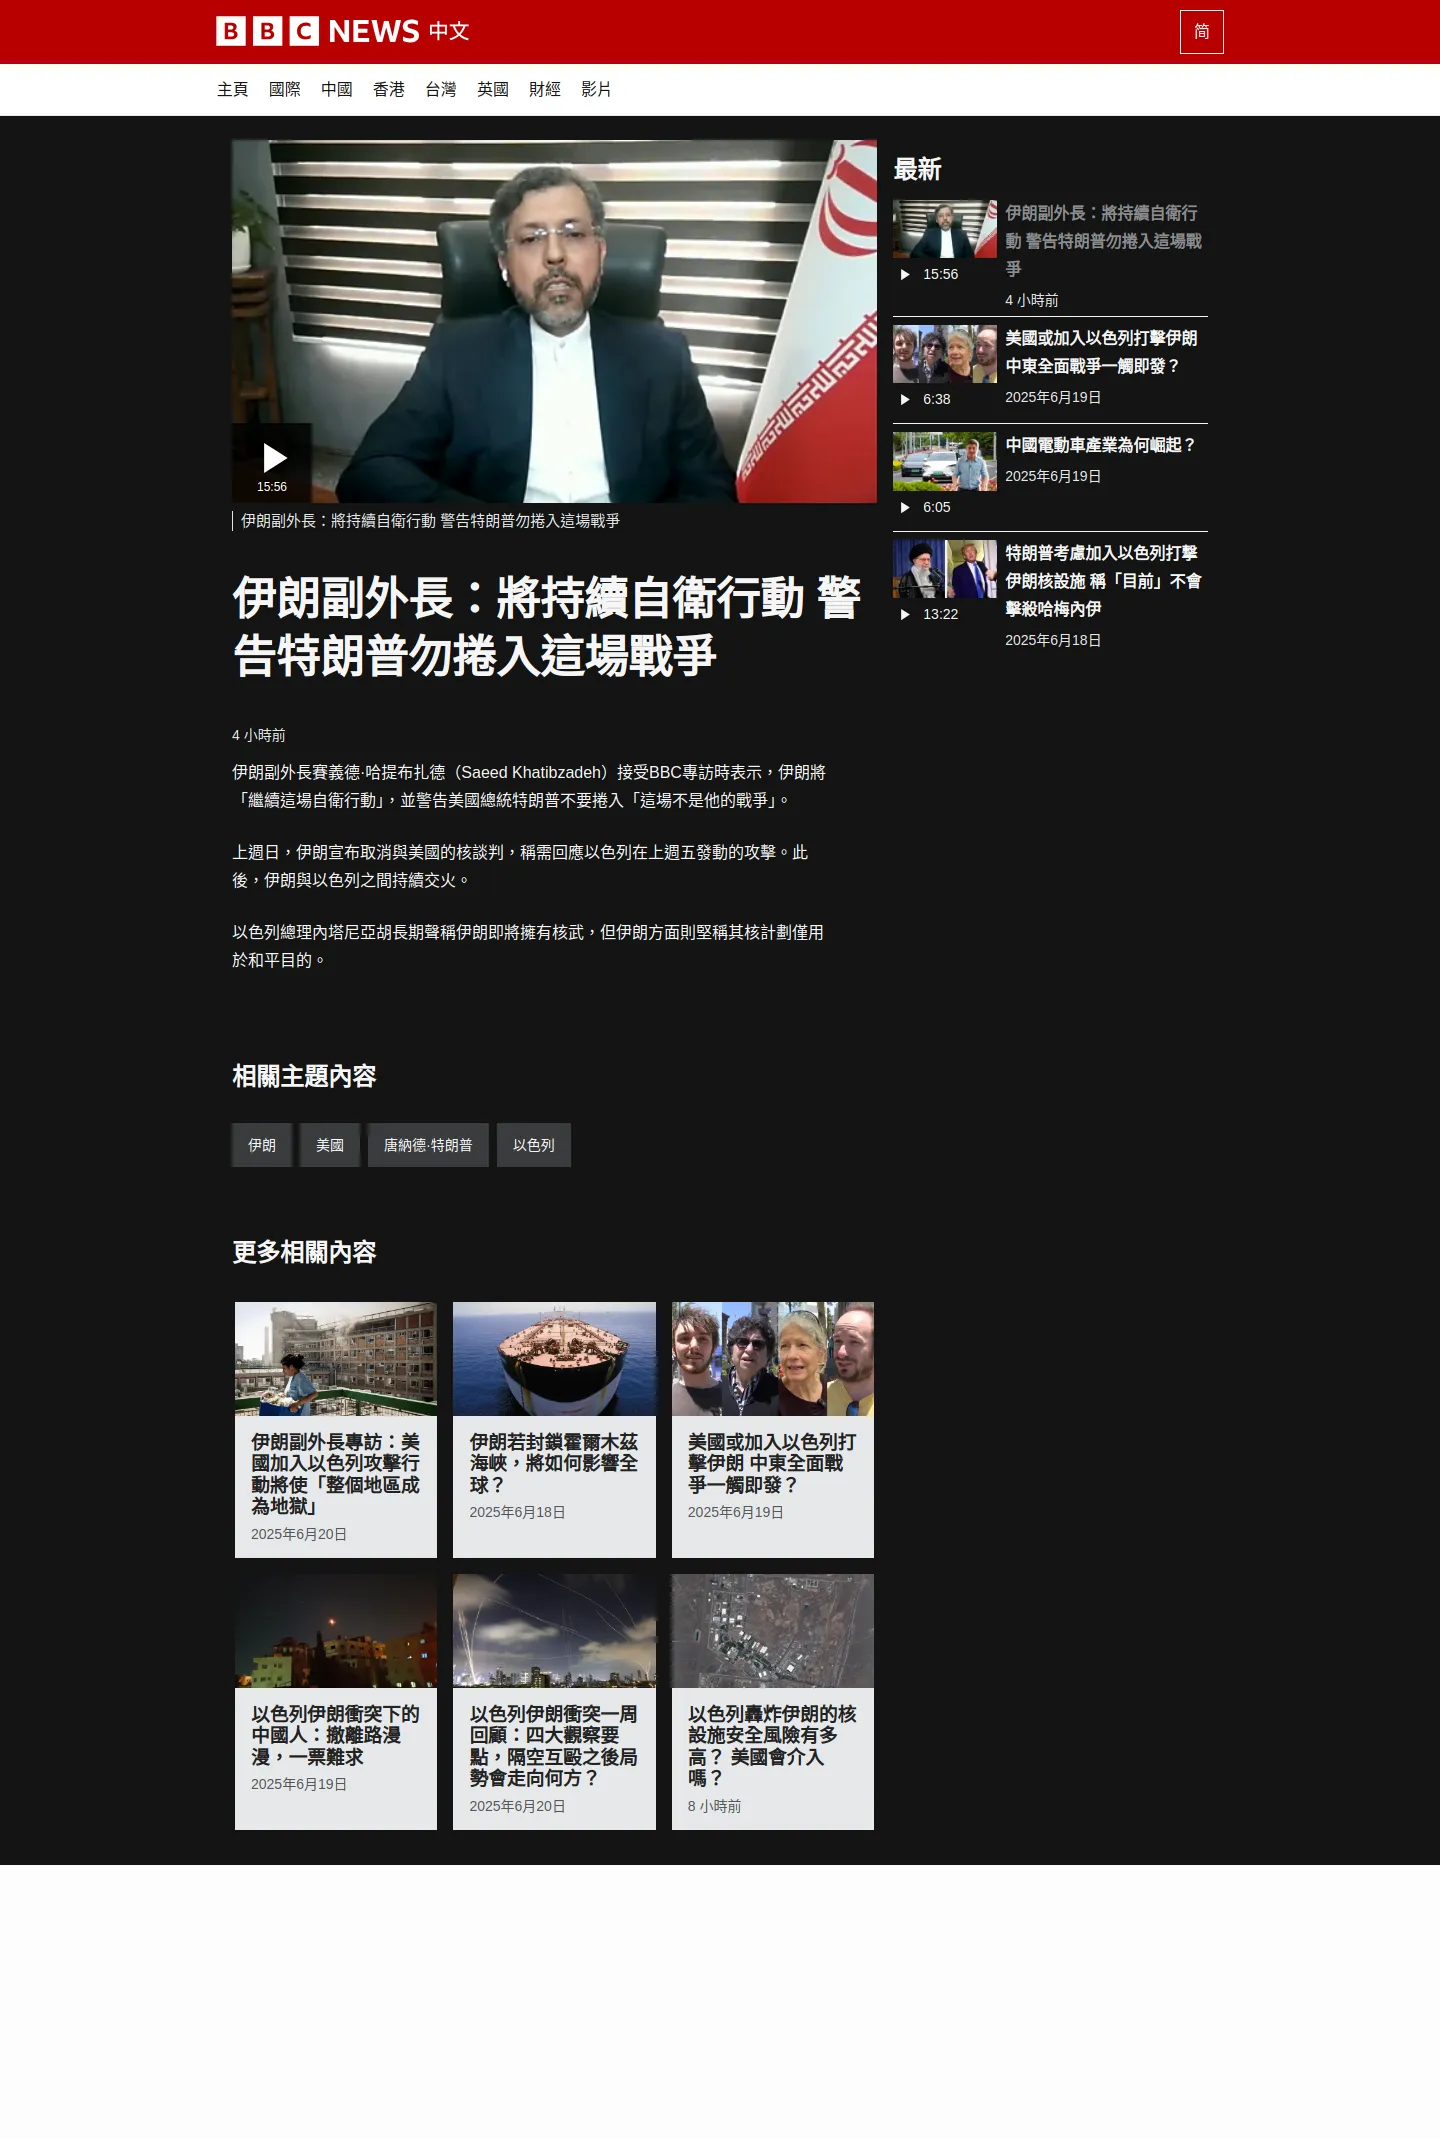 BBC NEWS 中文
简
主頁 國際 中國 香港 台灣 英國 財經 影片
15:56
伊朗副外長：將持續自衛行動 警告特朗普勿捲入這場戰爭
伊朗副外長：將持續自衛行動 警
告特朗普勿捲入這場戰爭
4 小時前
伊朗副外長賽義德·哈提布扎德（Saeed Khatibzadeh）接受BBC專訪時表示，伊朗將
「繼續這場自衛行動」，並警告美國總統特朗普不要捲入「這場不是他的戰爭」。
上週日，伊朗宣布取消與美國的核談判，稱需回應以色列在上週五發動的攻擊。此
後，伊朗與以色列之間持續交火。
以色列總理內塔尼亞胡長期聲稱伊朗即將擁有核武，但伊朗方面則堅稱其核計劃僅用
於和平目的。
最新
伊朗副外長：將持續自衛行
動 警告特朗普勿捲入這場戰
爭
15:56
4 小時前
美國或加入以色列打擊伊朗
中東全面戰爭一觸即發？
6:38
2025年6月19日
中國電動車產業為何崛起？
2025年6月19日
6:05
特朗普考慮加入以色列打擊
伊朗核設施 稱「目前」不會
擊殺哈梅內伊
13:22
2025年6月18日
相關主題內容
伊朗 美國 唐納德·特朗普 以色列
更多相關內容
伊朗副外長專訪：美
國加入以色列攻擊行
動將使「整個地區成
為地獄」
2025年6月20日
伊朗若封鎖霍爾木茲
海峽，將如何影響全
球？
2025年6月18日
美國或加入以色列打
擊伊朗 中東全面戰
爭一觸即發？
2025年6月19日
以色列伊朗衝突下的
中國人：撤離路漫
漫，一票難求
2025年6月19日
以色列伊朗衝突一周
回顧：四大觀察要
點，隔空互毆之後局
勢會走向何方？
2025年6月20日
以色列轟炸伊朗的核
設施安全風險有多
高？ 美國會介入
嗎？
8 小時前